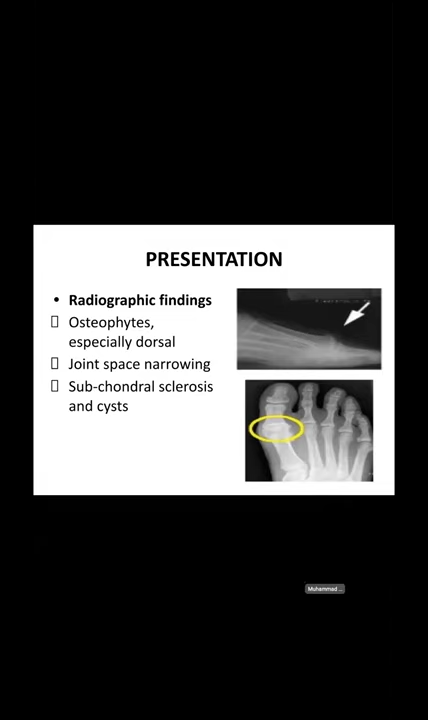 PRESENTATION
• Radiographic findings
Osteophytes,
especially dorsal
Joint space narrowing
Sub-chondral sclerosis
and cysts
Muhammad ...